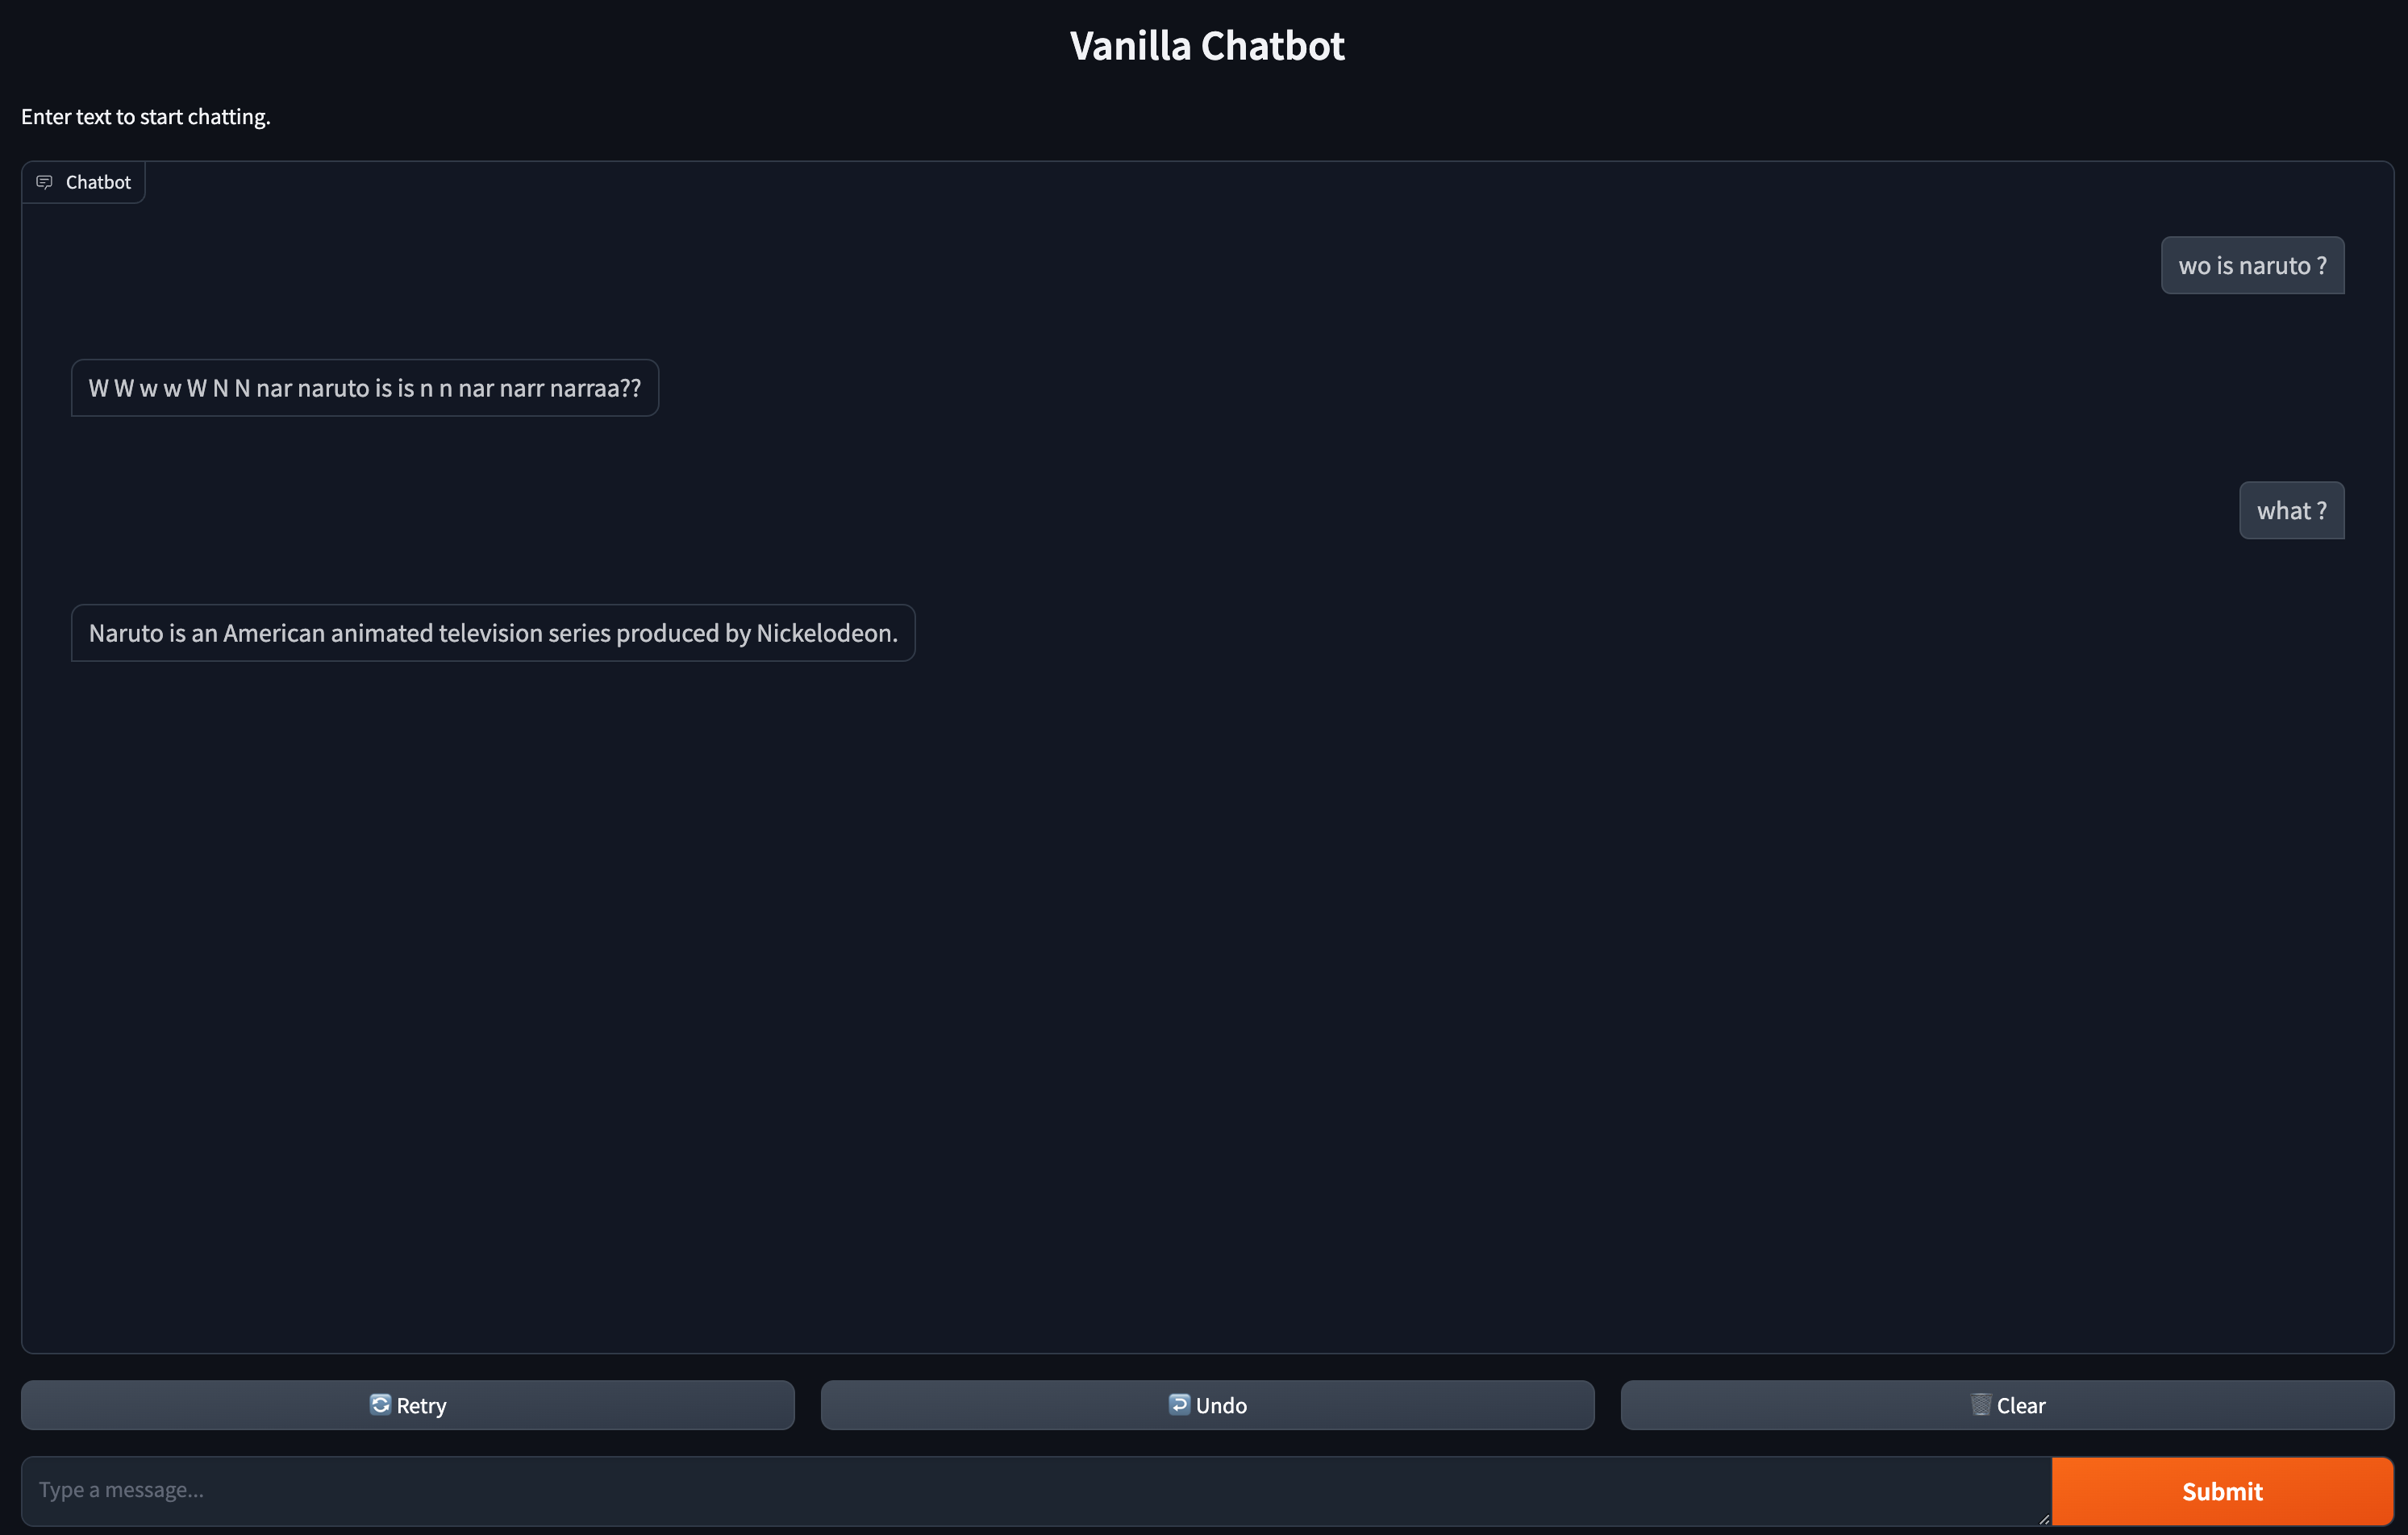 Vanilla Chatbot
Enter text to start chatting.
Chatbot
wo is naruto ?
W W w w W N N nar naruto is is n n nar narr narraa??
what ?
Naruto is an American animated television series produced by Nickelodeon.
Retry
Undo
Clear
Type a message...
Submit